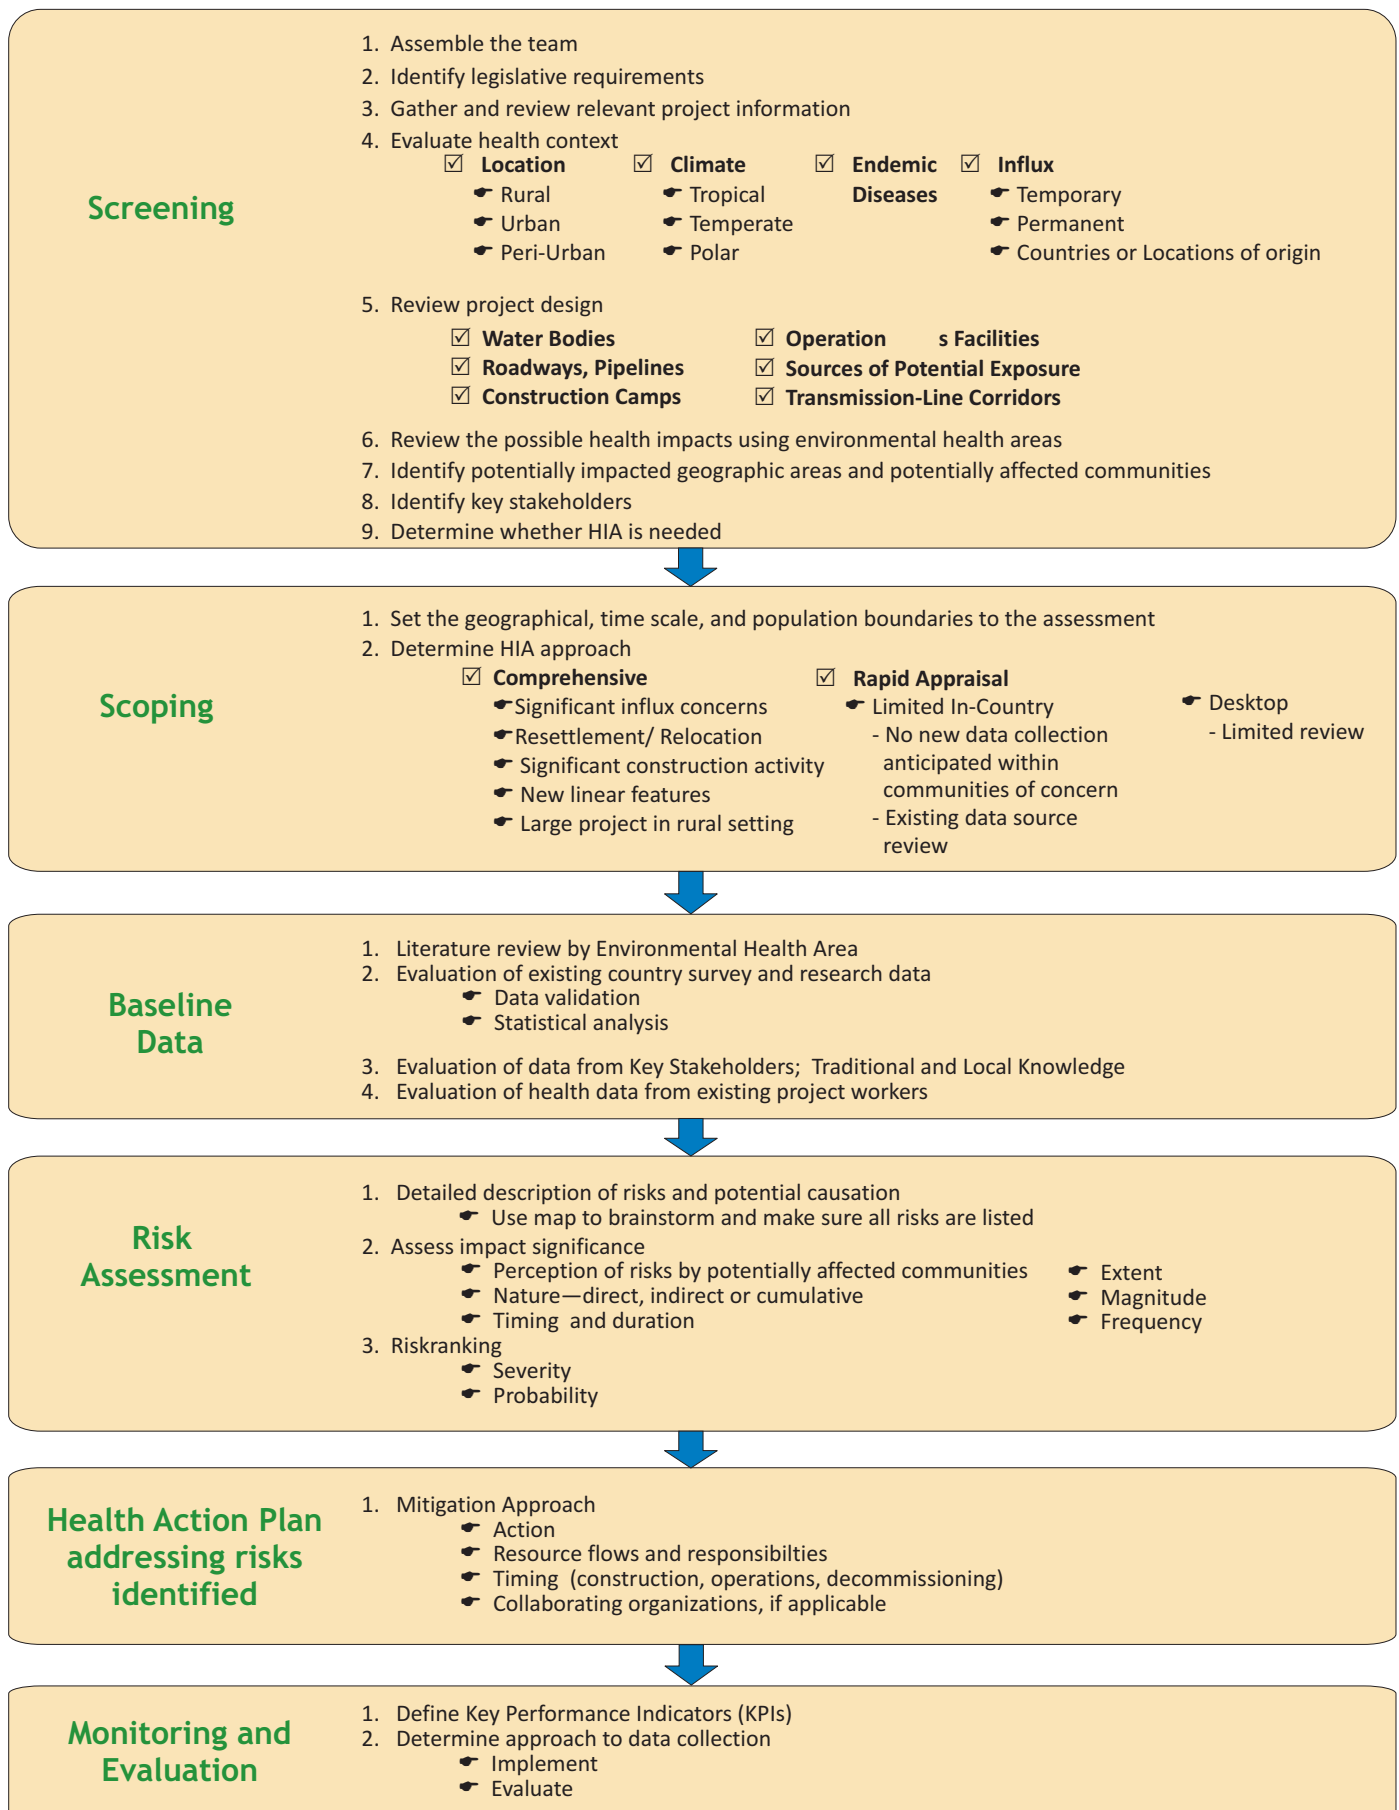 Screening
1. Assemble the team
2. Identify legislative requirements
3. Gather and review relevant project information
4. Evaluate health context
☑ Location ☑ Climate ☑ Endemic ☑ Influx
☛ Rural ☛ Tropical Diseases ☛ Temporary
☛ Urban ☛ Temperate ☛ Permanent
☛ Peri-Urban ☛ Polar ☛ Countries or Locations of origin
5. Review project design
☑ Water Bodies ☑ Operation s Facilities
☑ Roadways, Pipelines ☑ Sources of Potential Exposure
☑ Construction Camps ☑ Transmission-Line Corridors
6. Review the possible health impacts using environmental health areas
7. Identify potentially impacted geographic areas and potentially affected communities
8. Identify key stakeholders
9. Determine whether HIA is needed
Scoping
1. Set the geographical, time scale, and population boundaries to the assessment
2. Determine HIA approach
☑ Comprehensive
☛ Significant influx concerns
☛ Resettlement/ Relocation
☛ Significant construction activity
☛ New linear features
☛ Large project in rural setting
☑ Rapid Appraisal
☛ Limited In-Country
- No new data collection
anticipated within
communities of concern
- Existing data source
review
☛ Desktop
- Limited review
Baseline
Data
1. Literature review by Environmental Health Area
2. Evaluation of existing country survey and research data
☛ Data validation
☛ Statistical analysis
3. Evaluation of data from Key Stakeholders; Traditional and Local Knowledge
4. Evaluation of health data from existing project workers
Risk
Assessment
1. Detailed description of risks and potential causation
☛ Use map to brainstorm and make sure all risks are listed
2. Assess impact significance
☛ Perception of risks by potentially affected communities ☛ Extent
☛ Nature—direct, indirect or cumulative ☛ Magnitude
☛ Timing and duration ☛ Frequency
3. Riskranking
☛ Severity
☛ Probability
Health Action Plan
addressing risks
identified
1. Mitigation Approach
☛ Action
☛ Resource flows and responsibilties
☛ Timing (construction, operations, decommissioning)
☛ Collaborating organizations, if applicable
Monitoring and
Evaluation
1. Define Key Performance Indicators (KPIs)
2. Determine approach to data collection
☛ Implement
☛ Evaluate